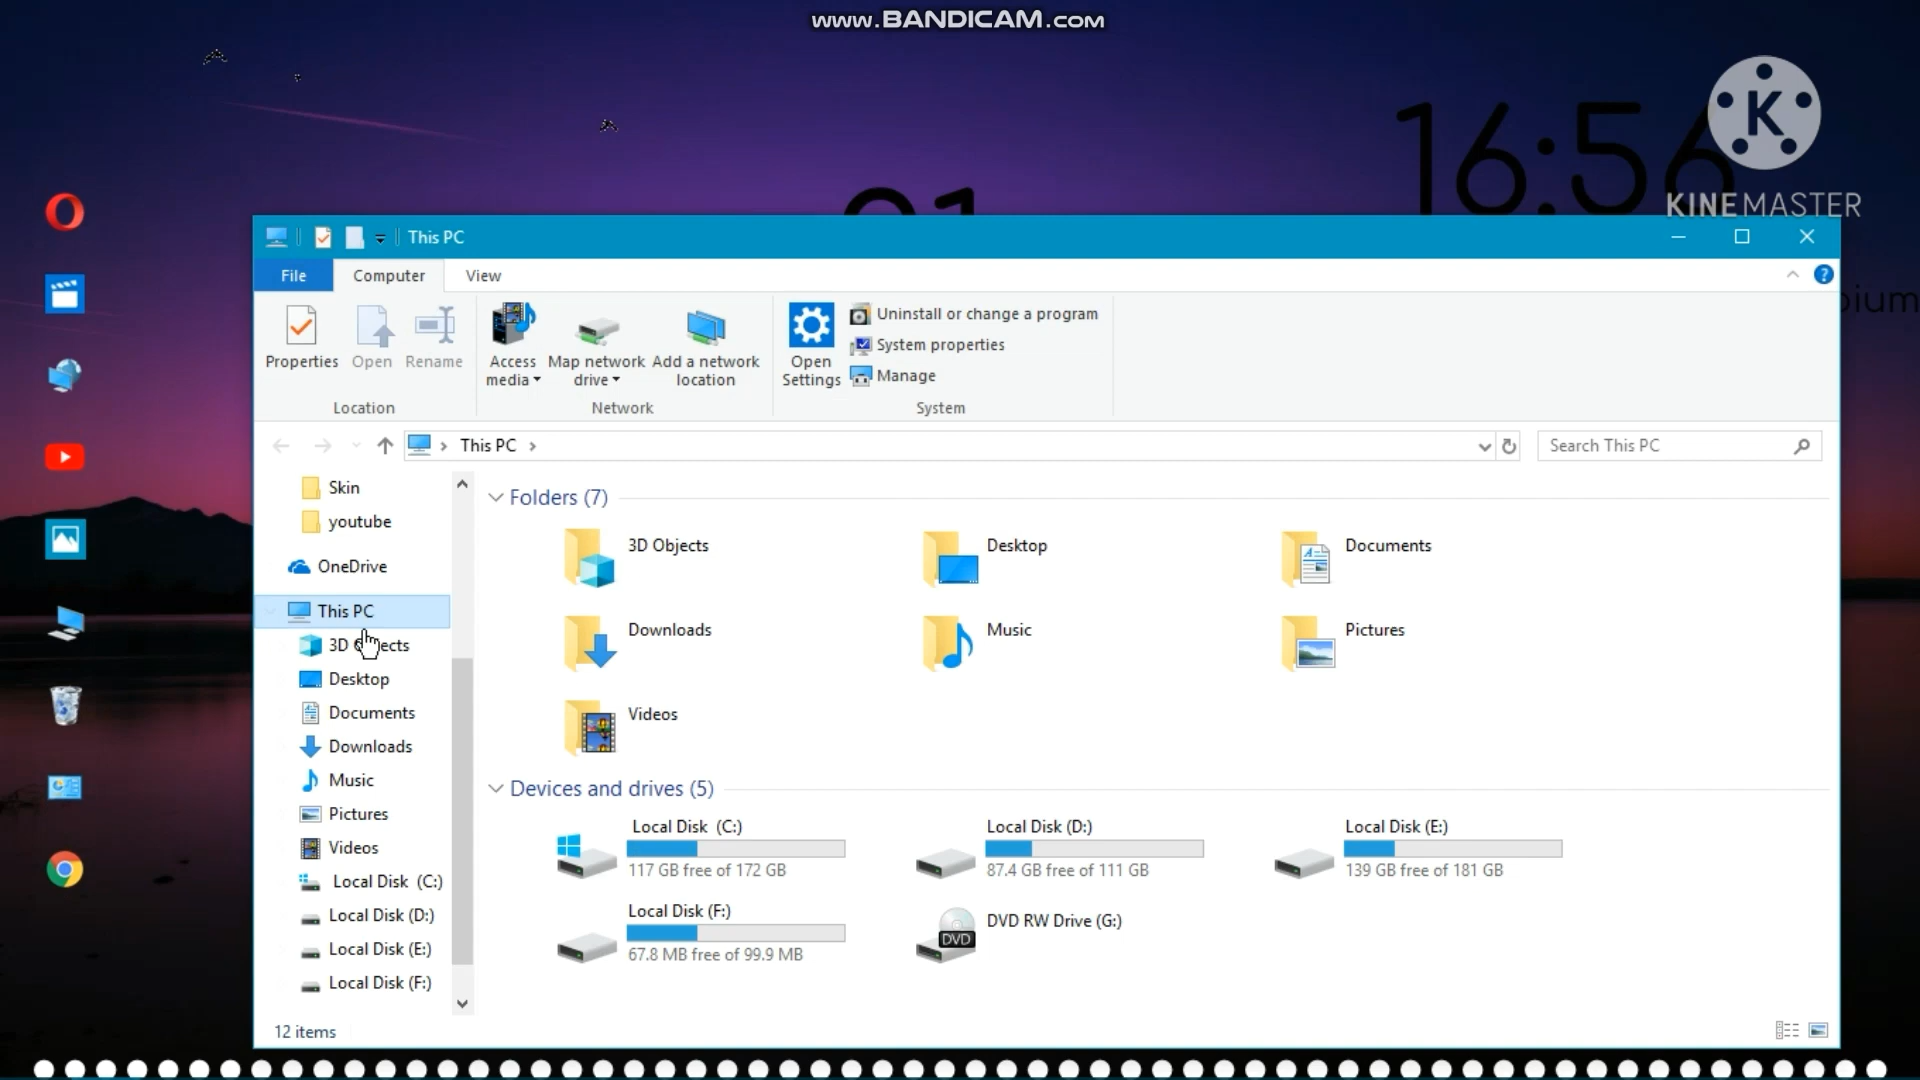 www.BANDICAM.com
16:56
KINEMASTER
This PC
File
Computer
View
Properties
Open
Rename
Access media
Map network drive
Add a network location
Open Settings
Uninstall or change a program
System properties
Manage
Location
Network
System
This PC
Search This PC
Skin
youtube
OneDrive
This PC
3D Objects
Desktop
Documents
Downloads
Music
Pictures
Videos
Local Disk (C:)
Local Disk (D:)
Local Disk (E:)
Local Disk (F:)
Folders (7)
3D Objects
Desktop
Documents
Downloads
Music
Pictures
Videos
Devices and drives (5)
Local Disk (C:)
117 GB free of 172 GB
Local Disk (D:)
87.4 GB free of 111 GB
Local Disk (E:)
139 GB free of 181 GB
Local Disk (F:)
67.8 MB free of 99.9 MB
DVD RW Drive (G:)
DVD
12 items